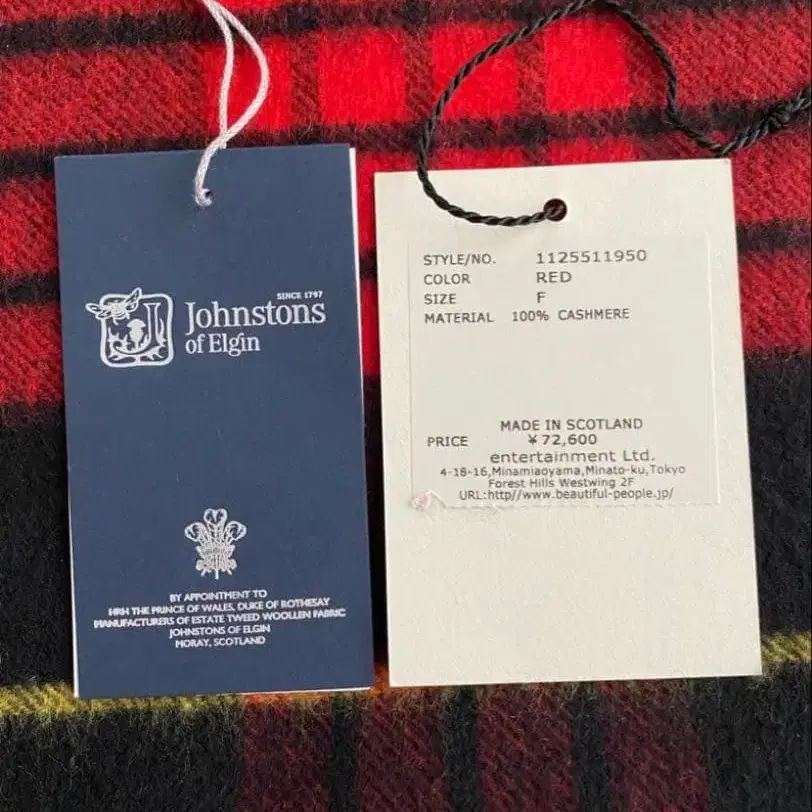 SINCE 1797
Johnstons
of Elgin
BY APPOINTMENT TO
HRH THE PRINCE OF WALES, DUKE OF ROTHESAY
MANUFACTURERS OF ESTATE TWEED WOOLLEN FABRIC
JOHNSTONS OF ELGIN
MORAY, SCOTLAND
STYLE/NO. 1125511950
COLOR RED
SIZE F
MATERIAL 100% CASHMERE
MADE IN SCOTLAND
PRICE ¥72,600
entertainment Ltd.
4-18-16,Minamiaoyama,Minato-ku,Tokyo
Forest Hills Westwing 2F
URL:http//www.beautiful-people.jp/